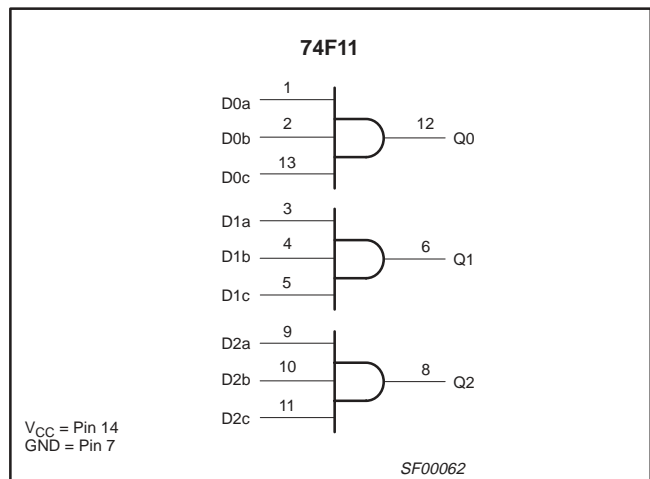 74F11
D0a 1
D0b 2
D0c 13
12 Q0
D1a 3
D1b 4
D1c 5
6 Q1
D2a 9
D2b 10
D2c 11
8 Q2
VCC = Pin 14
GND = Pin 7
SF00062